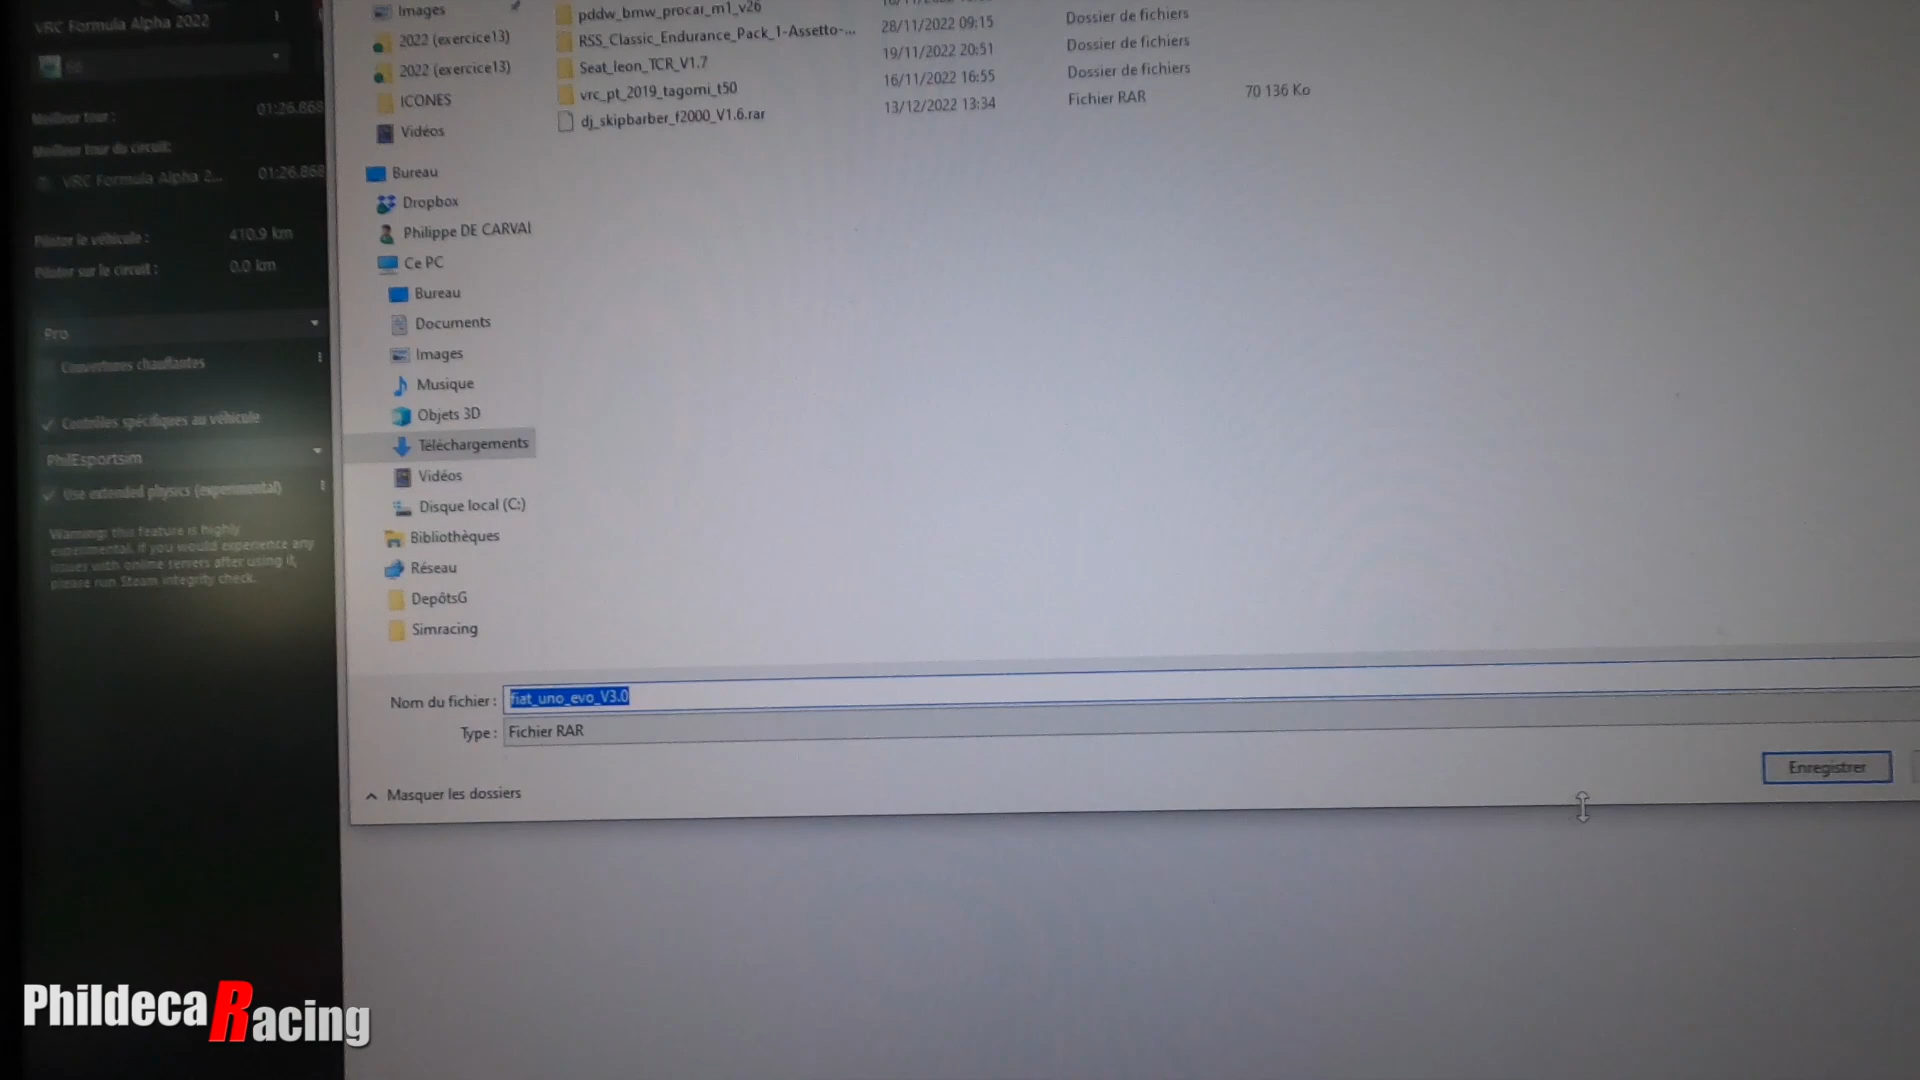 VRC Formula Alpha 2022
Meilleur tour :
01:26.868
Meilleur tour du circuit:
VRC Formula Alpha 2...
01:26.868
Piloter le véhicule :
410.9 km
Piloter sur le circuit :
0.0 km
Pro
Couvertures chauffantes
Contrôles spécifiques au véhicule
PhilEsportsim
Use extended physics (experimental)
Warning: this feature is highly
experimental. if you would experience any
issues with online servers after using it,
please run Steam integrity check.
Images
2022 (exercice13)
2022 (exercice13)
ICONES
Vidéos
Bureau
Dropbox
Philippe DE CARVAl
Ce PC
Bureau
Documents
Images
Musique
Objets 3D
Téléchargements
Vidéos
Disque local (C:)
Bibliothèques
Réseau
DepôtsG
Simracing
pddw_bmw_procar_m1_v26
28/11/2022 09:15
Dossier de fichiers
RSS_Classic_Endurance_Pack_1-Assetto-...
19/11/2022 20:51
Dossier de fichiers
Seat_leon_TCR_V1.7
16/11/2022 16:55
Dossier de fichiers
vrc_pt_2019_tagomi_t50
13/12/2022 13:34
Fichier RAR
70 136 Ko
dj_skipbarber_f2000_V1.6.rar
Nom du fichier :
fiat_uno_evo_V3.0
Type :
Fichier RAR
Enregistrer
Masquer les dossiers
Phildeca Racing